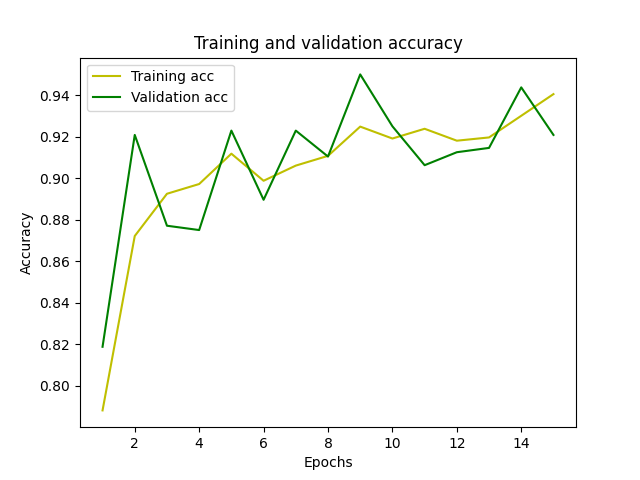 Training and validation accuracy
Training acc
Validation acc
0.94
0.92
0.90
0.88
0.86
0.84
0.82
0.80
Accuracy
2 4 6 8 10 12 14
Epochs